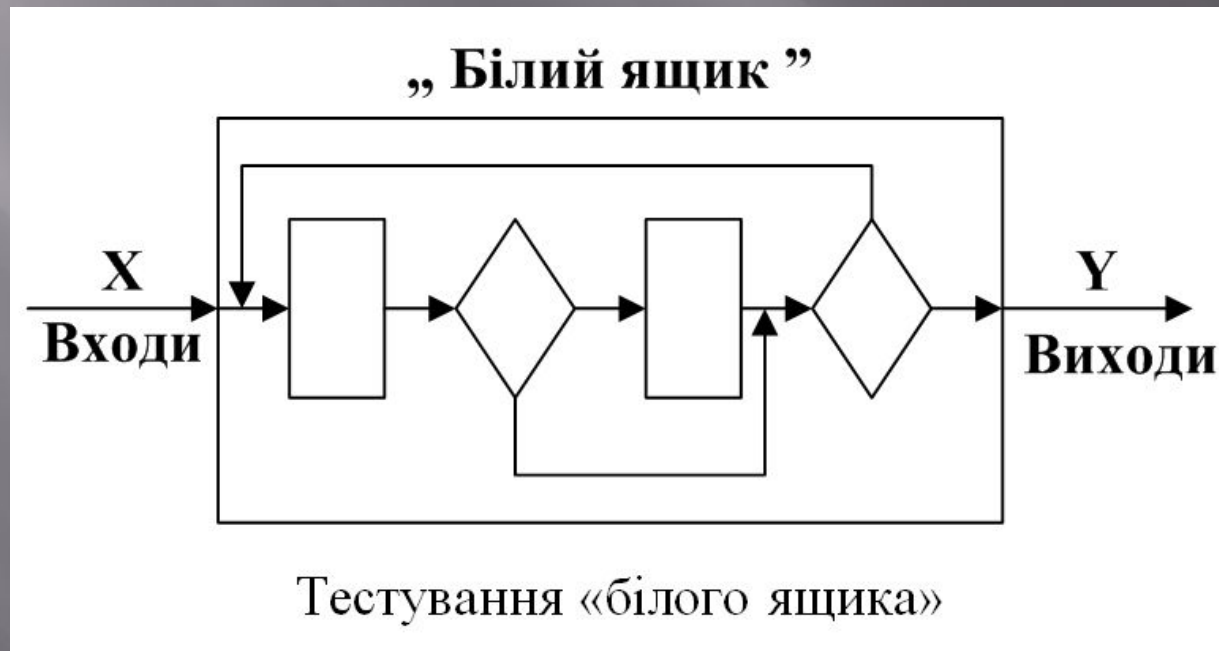 „ Білий ящик ”
X
Входи
Y
Виходи
Тестування «білого ящика»